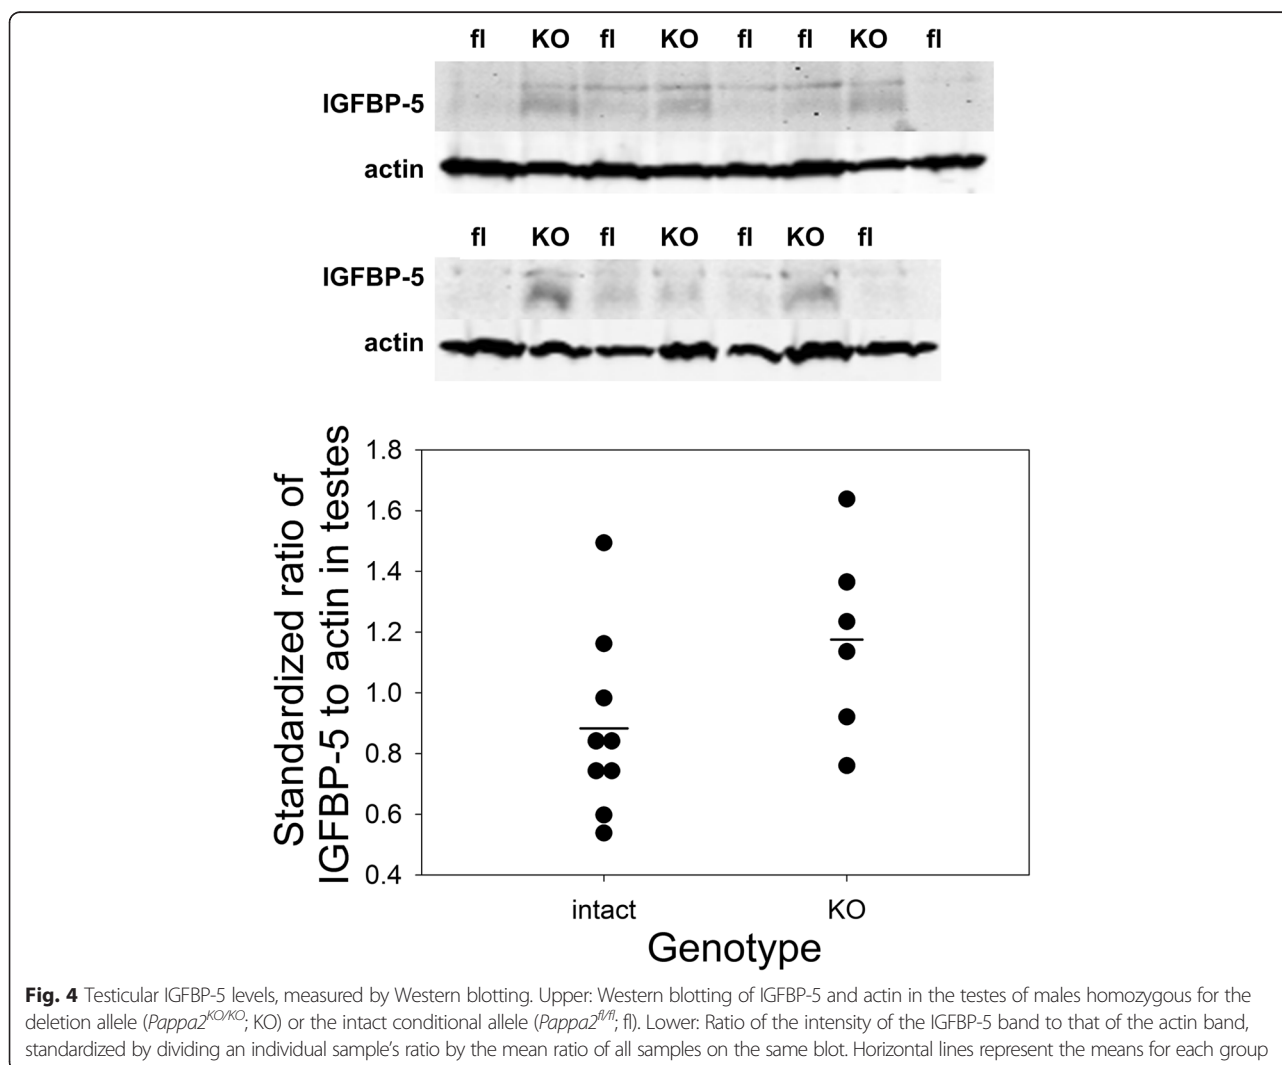 fl KO fl KO fl fl KO fl
IGFBP-5
actin
fl KO fl KO fl KO fl
IGFBP-5
actin
Standardized ratio of
IGFBP-5 to actin in testes
1.8
1.6
1.4
1.2
1.0
0.8
0.6
0.4
intact KO
Genotype
Fig. 4 Testicular IGFBP-5 levels, measured by Western blotting. Upper: Western blotting of IGFBP-5 and actin in the testes of males homozygous for the
deletion allele (Pappa2KO/KO; KO) or the intact conditional allele (Pappa2fl/fl; fl). Lower: Ratio of the intensity of the IGFBP-5 band to that of the actin band,
standardized by dividing an individual sample's ratio by the mean ratio of all samples on the same blot. Horizontal lines represent the means for each group